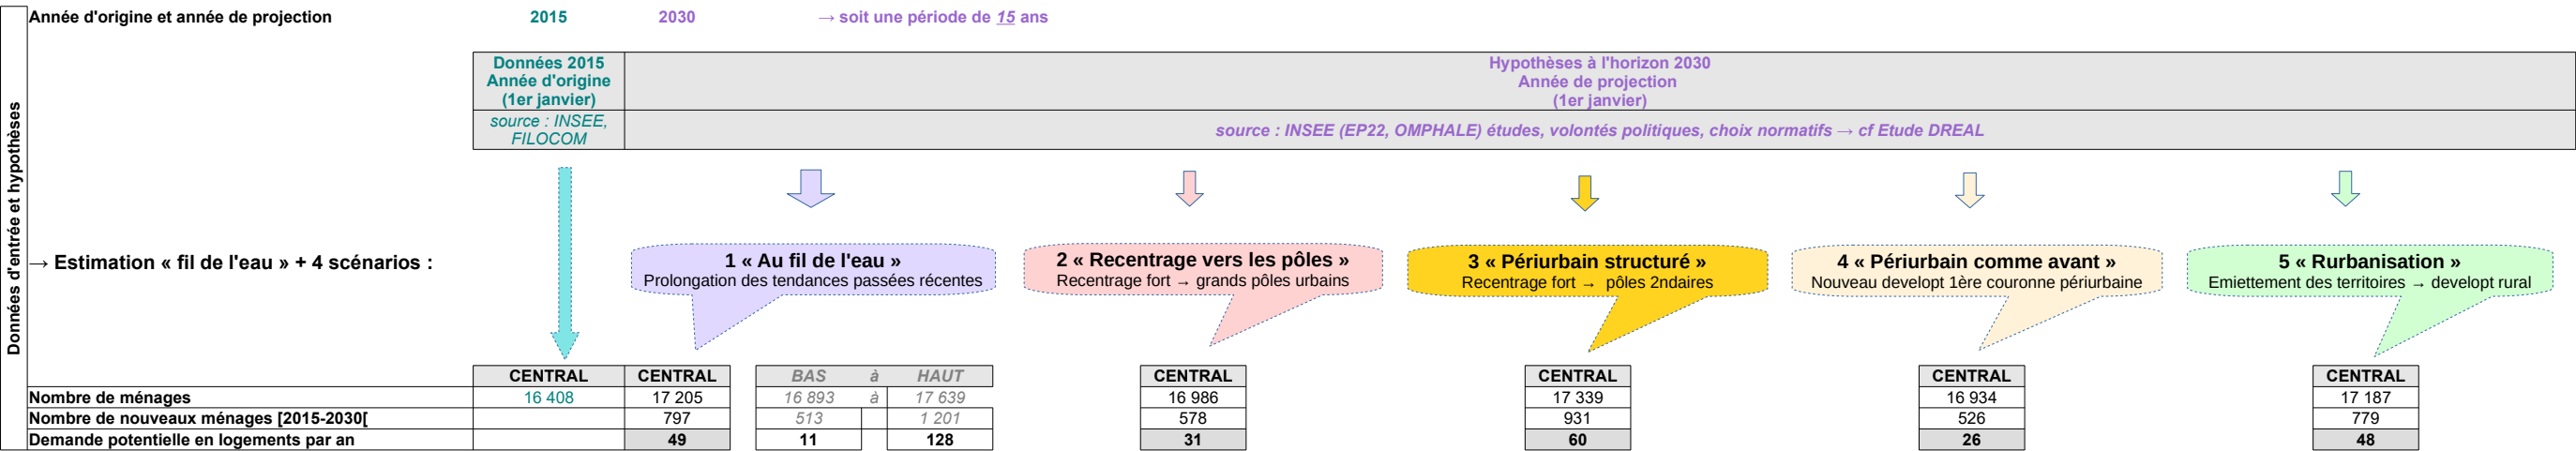 Année d'origine et année de projection 2015 2030 → soit une période de 15 ans
Données 2015
Année d'origine
(1er janvier)
Hypothèses à l'horizon 2030
Année de projection
(1er janvier)
source : INSEE,
FILOCOM
source : INSEE (EP22, OMPHALE) études, volontés politiques, choix normatifs → cf Etude DREAL
Données d'entrée et hypothèses
→ Estimation « fil de l'eau » + 4 scénarios :
1 « Au fil de l'eau »
Prolongation des tendances passées récentes
2 « Recentrage vers les pôles »
Recentrage fort → grands pôles urbains
3 « Périurbain structuré »
Recentrage fort → pôles 2ndaires
4 « Périurbain comme avant »
Nouveau developt 1ère couronne périurbaine
5 « Rurbanisation »
Emiettement des territoires → developt rural
CENTRAL CENTRAL BAS à HAUT CENTRAL CENTRAL CENTRAL CENTRAL
Nombre de ménages 16 408 17 205 16 893 à 17 639 16 986 17 339 16 934 17 187
Nombre de nouveaux ménages [2015-2030[ 797 513 1 201 578 931 526 779
Demande potentielle en logements par an 49 11 128 31 60 26 48